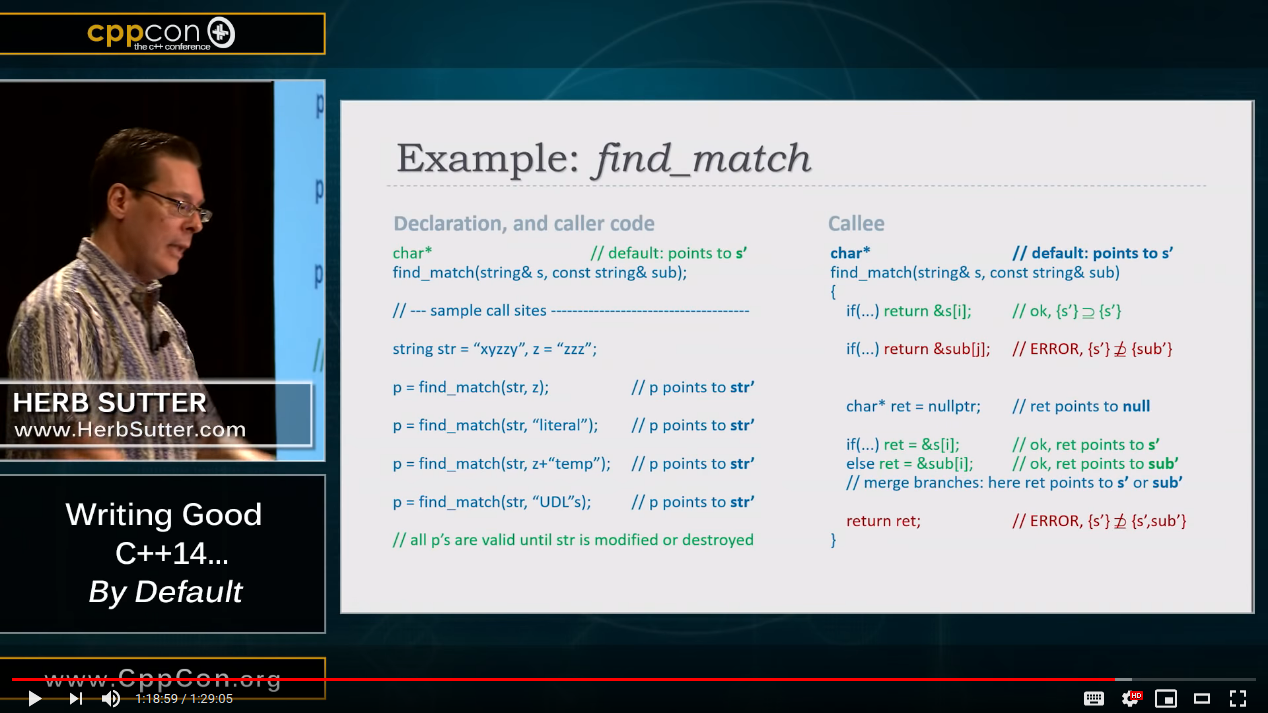 cppcon
the c++ conference
HERB SUTTER
www.HerbSutter.com
Writing Good
C++14...
By Default
www.CppCon.org
Example: find_match
Declaration, and caller code
char* // default: points to s’
find_match(string& s, const string& sub);
// --- sample call sites -------------------------------------
string str = “xyzzy”, z = “zzz”;
p = find_match(str, z); // p points to str’
p = find_match(str, “literal”); // p points to str’
p = find_match(str, z+“temp”); // p points to str’
p = find_match(str, “UDL”s); // p points to str’
// all p’s are valid until str is modified or destroyed
Callee
char* // default: points to s’
find_match(string& s, const string& sub)
{
if(...) return &s[i]; // ok, {s’} ⊇ {s’}
if(...) return &sub[j]; // ERROR, {s’} ⊉ {sub’}
char* ret = nullptr; // ret points to null
if(...) ret = &s[i]; // ok, ret points to s’
else ret = &sub[i]; // ok, ret points to sub’
// merge branches: here ret points to s’ or sub’
return ret; // ERROR, {s’} ⊉ {s’,sub’}
}
1:18:59 / 1:29:05
HD